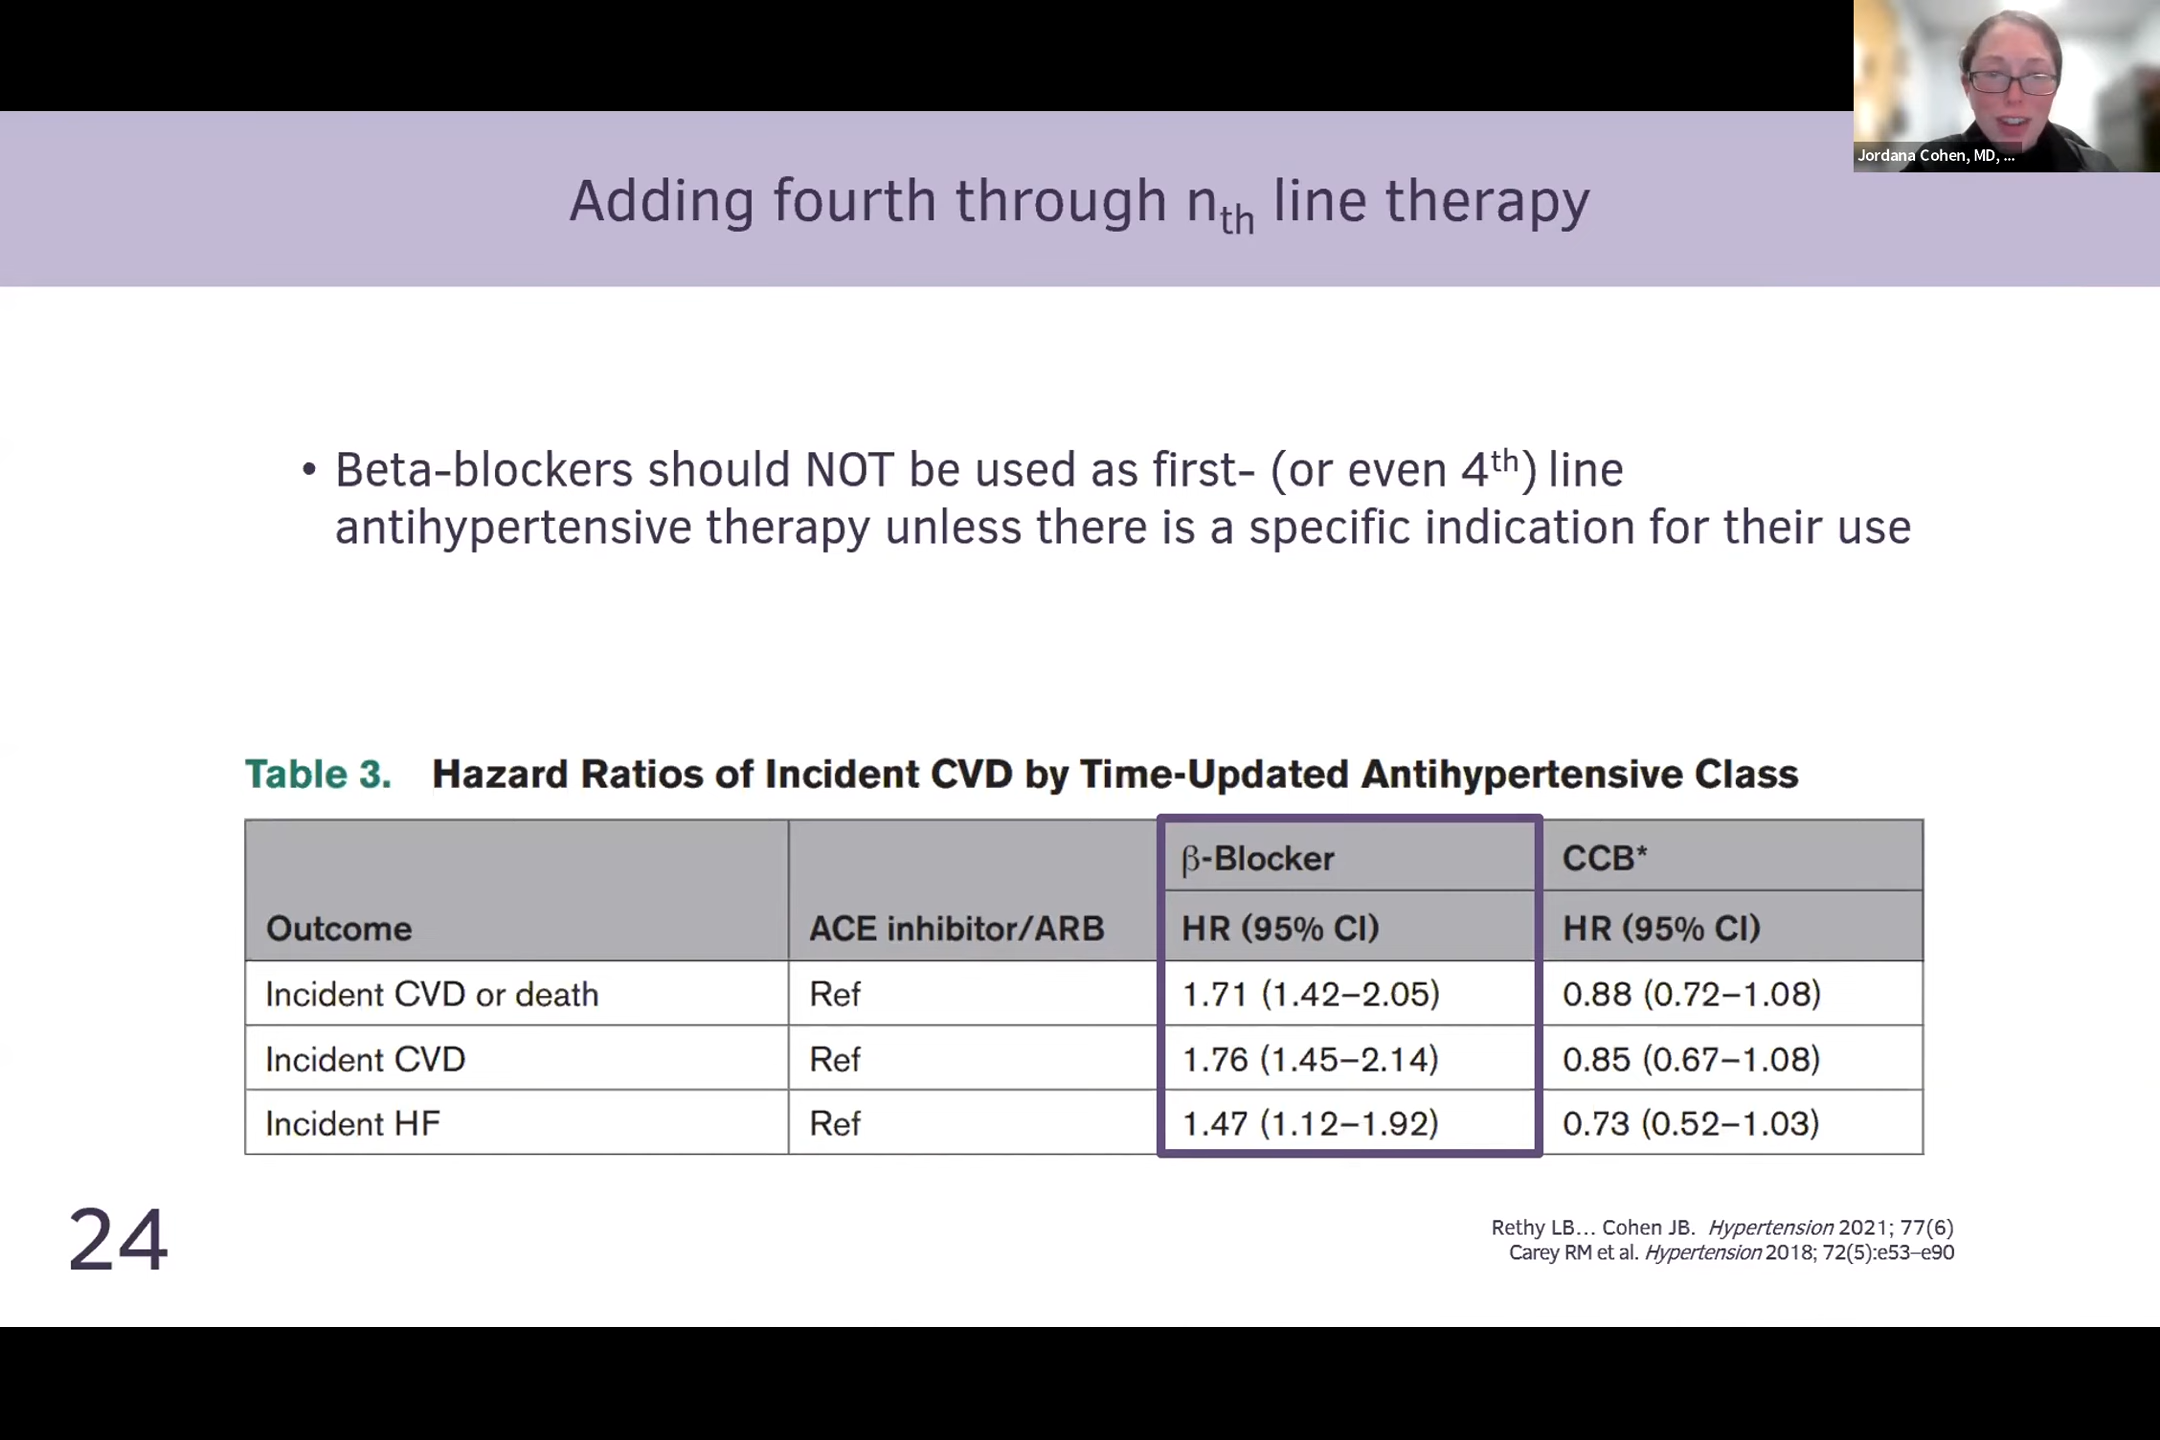 Jordana Cohen, MD, ...
Adding fourth through nth line therapy
• Beta-blockers should NOT be used as first- (or even 4th) line
antihypertensive therapy unless there is a specific indication for their use
Table 3. Hazard Ratios of Incident CVD by Time-Updated Antihypertensive Class
β-Blocker CCB*
Outcome ACE inhibitor/ARB HR (95% CI) HR (95% CI)
Incident CVD or death Ref 1.71 (1.42–2.05) 0.88 (0.72–1.08)
Incident CVD Ref 1.76 (1.45–2.14) 0.85 (0.67–1.08)
Incident HF Ref 1.47 (1.12–1.92) 0.73 (0.52–1.03)
24
Rethy LB... Cohen JB. Hypertension 2021; 77(6)
Carey RM et al. Hypertension 2018; 72(5):e53–e90